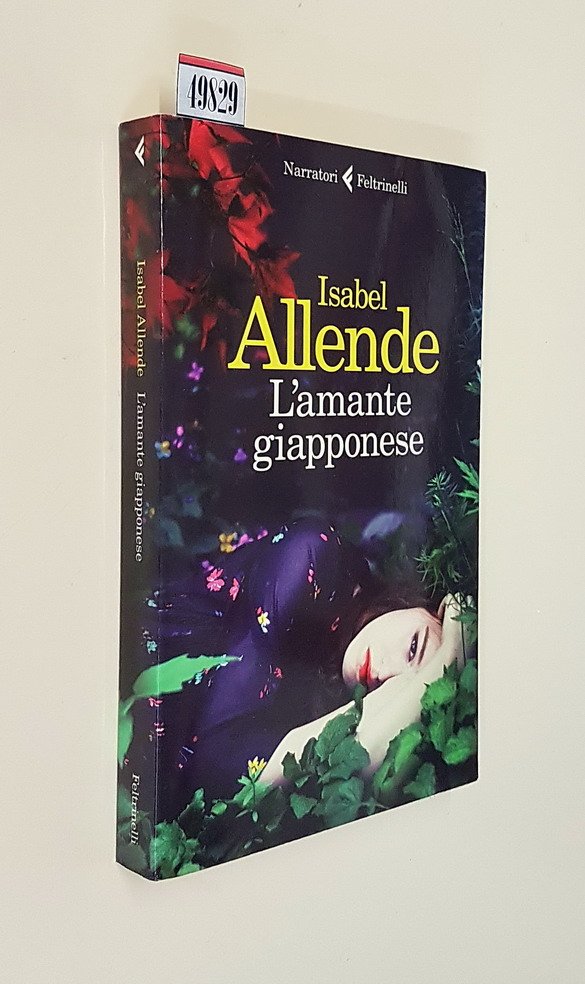 49829
Narratori Feltrinelli
Isabel
Allende
L'amante
giapponese
Isabel Allende L'amante giapponese
Feltrinelli